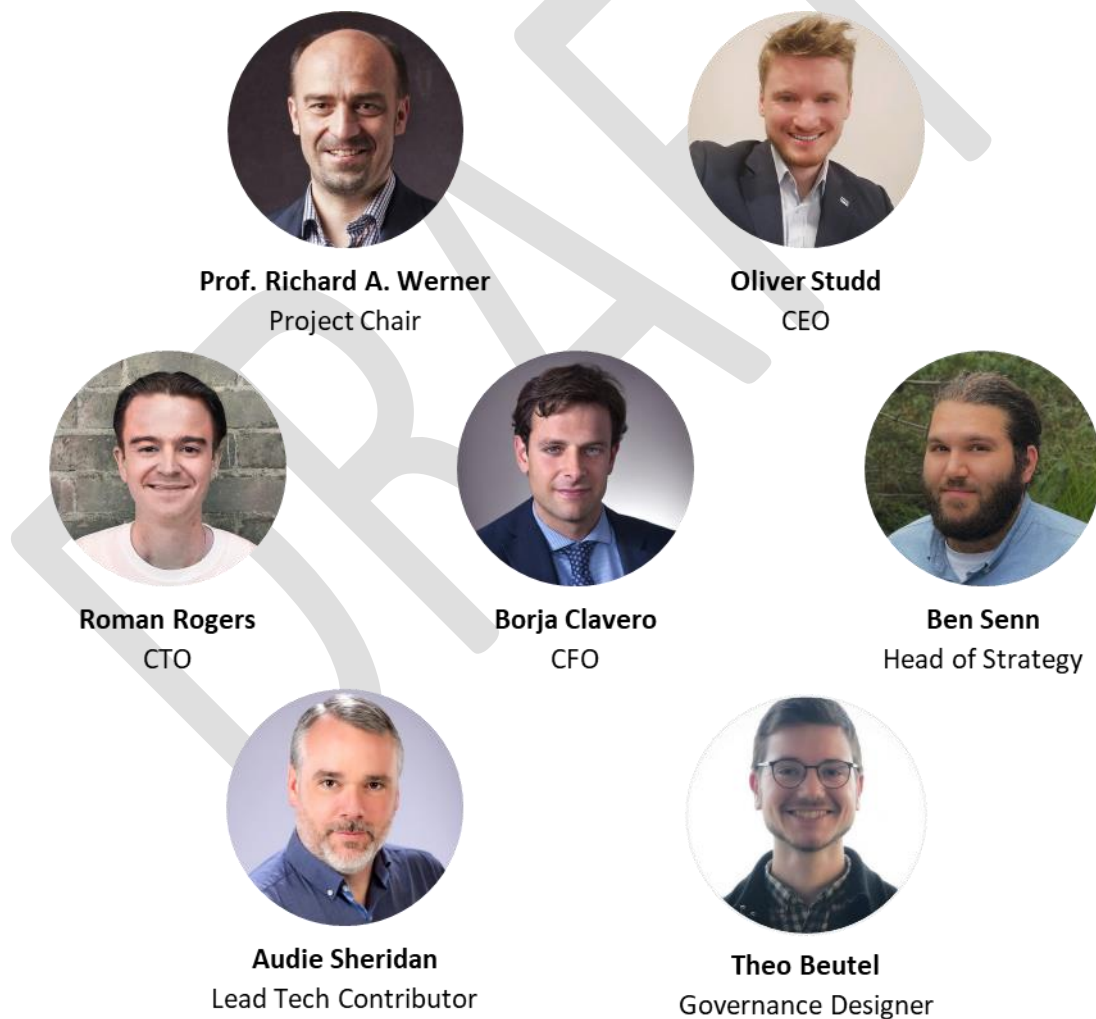 DRAFT
Prof. Richard A. Werner
Oliver Studd
Project Chair
CEO
Roman Rogers
Borja Clavero
Ben Senn
CTO
CFO
Head of Strategy
Audie Sheridan
Theo Beutel
Lead Tech Contributor
Governance Designer